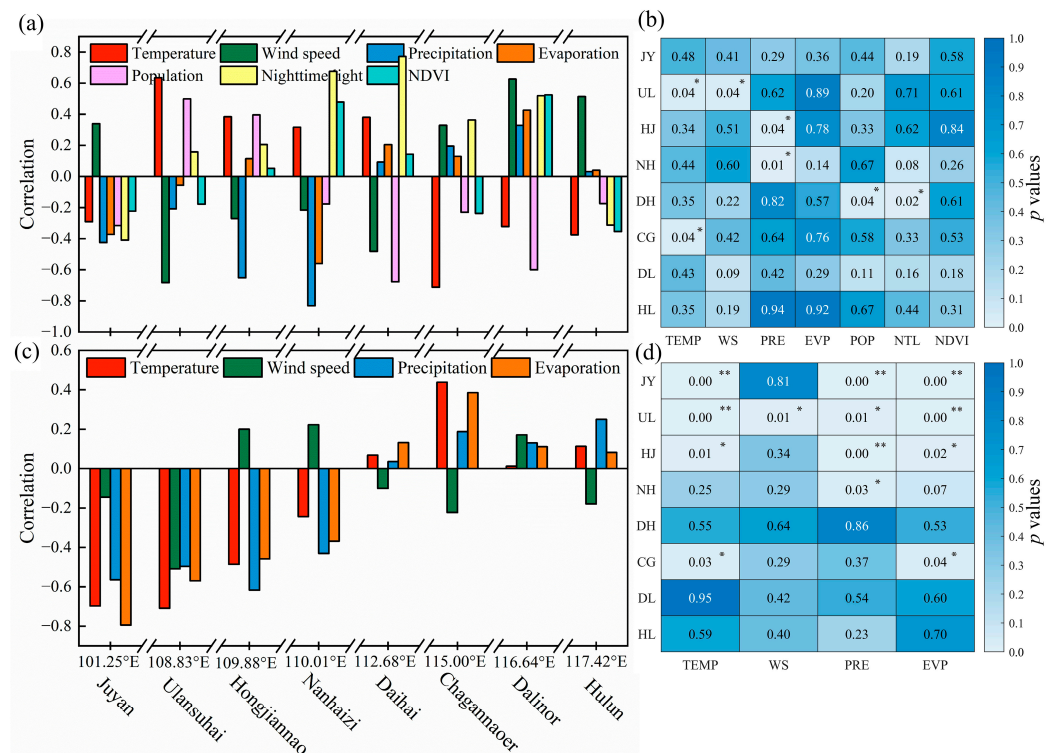 (a)
Temperature Wind speed Precipitation Evaporation
Population Nighttime light NDVI
0.8
0.6
0.4
0.2
0.0
−0.2
−0.4
−0.6
−0.8
−1.0
Correlation
(b)
JY 0.48 0.41 0.29 0.36 0.44 0.19 0.58
UL 0.04* 0.04* 0.62 0.89 0.20 0.71 0.61
HJ 0.34 0.51 0.04* 0.78 0.33 0.62 0.84
NH 0.44 0.60 0.01* 0.14 0.67 0.08 0.26
DH 0.35 0.22 0.82 0.57 0.04* 0.02* 0.61
CG 0.04* 0.42 0.64 0.76 0.58 0.33 0.53
DL 0.43 0.09 0.42 0.29 0.11 0.16 0.18
HL 0.35 0.19 0.94 0.92 0.67 0.44 0.31
TEMP WS PRE EVP POP NTL NDVI
1.0
0.9
0.8
0.7
0.6
0.5
0.4
0.3
0.2
0.1
0.0
p values
(c)
Temperature Wind speed Precipitation Evaporation
0.6
0.4
0.2
0.0
−0.2
−0.4
−0.6
−0.8
Correlation
101.25°E 108.83°E 109.88°E 110.01°E 112.68°E 115.00°E 116.64°E 117.42°E
Juyan Ulansuhai Hongjiannao Nanhaizi Daihai Chagannaoer Dalinor Hulun
(d)
JY 0.00** 0.81 0.00** 0.00**
UL 0.00** 0.01* 0.01* 0.00**
HJ 0.01* 0.34 0.00** 0.02*
NH 0.25 0.29 0.03* 0.07
DH 0.55 0.64 0.86 0.53
CG 0.03* 0.29 0.37 0.04*
DL 0.95 0.42 0.54 0.60
HL 0.59 0.40 0.23 0.70
TEMP WS PRE EVP
1.0
0.9
0.8
0.7
0.6
0.5
0.4
0.3
0.2
0.1
0.0
p values